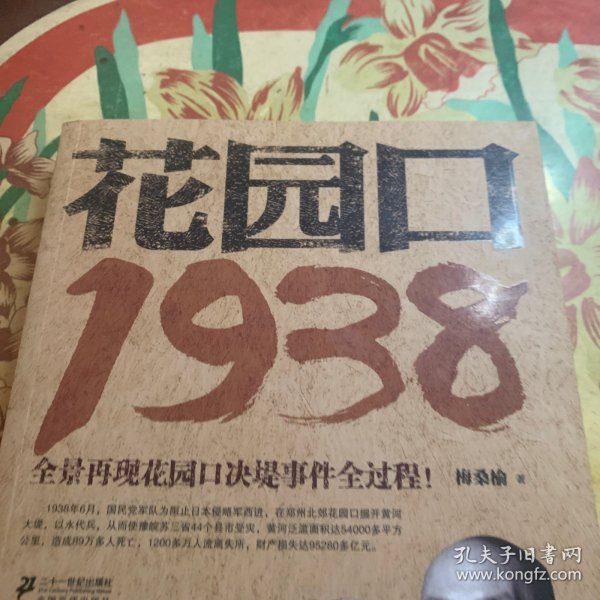 花园口
1938
全景再现花园口决堤事件全过程！ 梅桑榆 著
1938年6月，国民党军队为阻止日本侵略军西进，在郑州北郊花园口掘开黄河
大堤，以水代兵，从而使豫皖苏三省44个县市受灾，黄河泛滥面积达54000多平方
公里，造成89万多人死亡，1200多万人流离失所，财产损失达95280多亿元。
二十一世纪出版社
21st Century Publishing House
孔夫子旧书网
www.kongfz.com